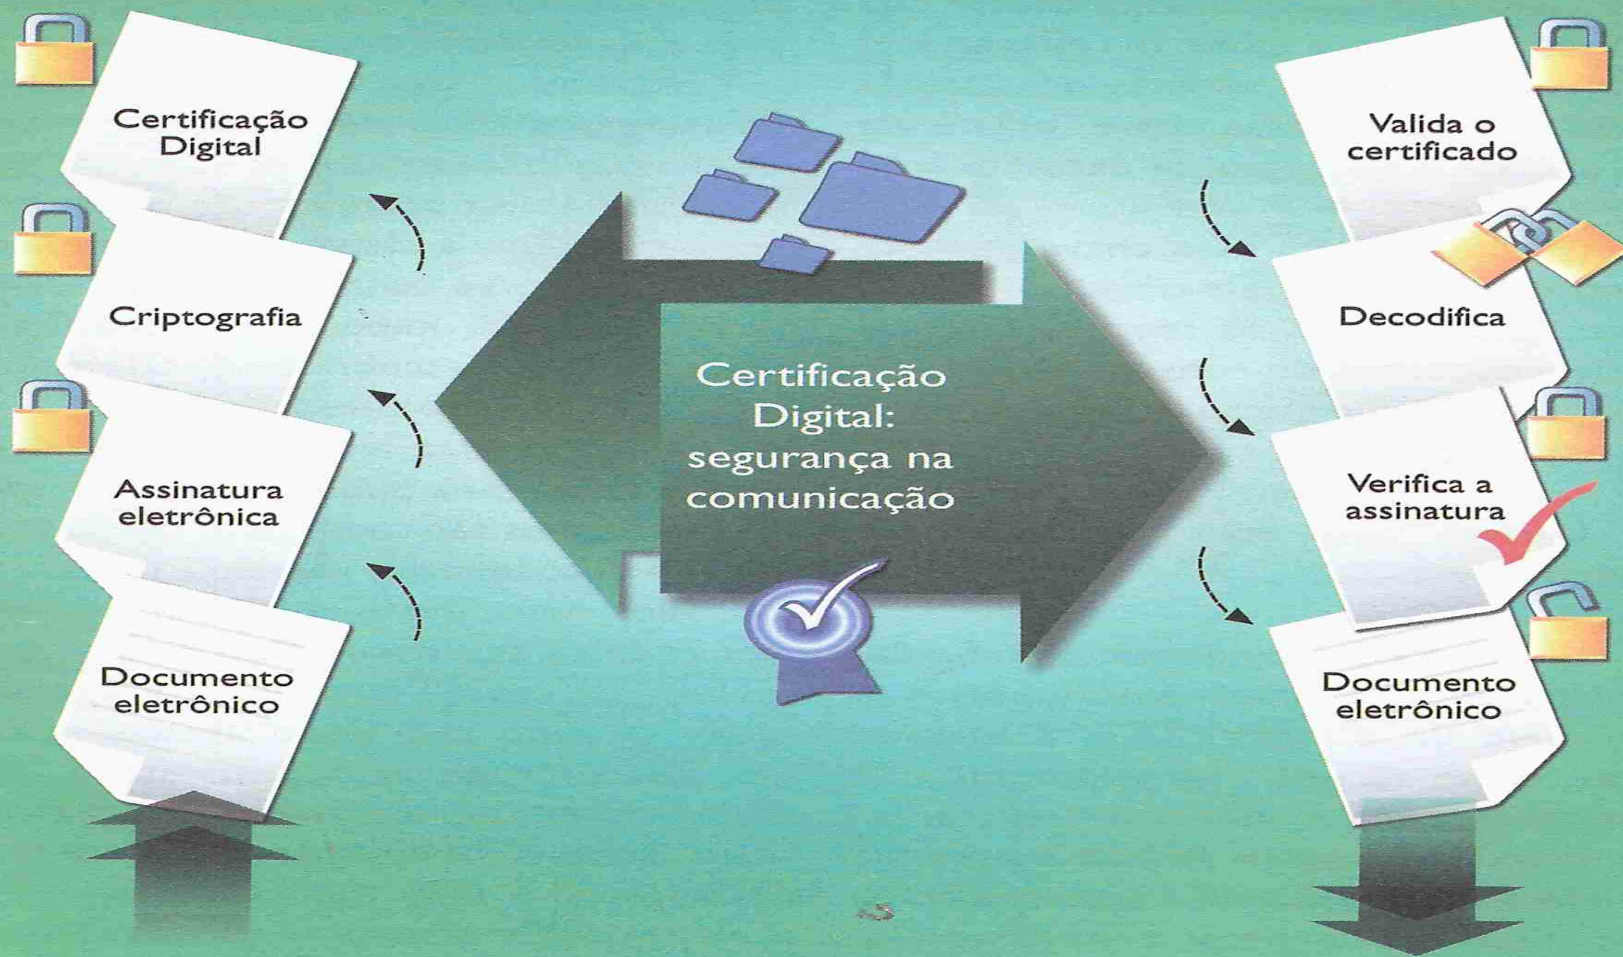 Certificação
Digital
Criptografia
Assinatura
eletrônica
Documento
eletrônico
Certificação
Digital:
segurança na
comunicação
Valida o
certificado
Decodifica
Verifica a
assinatura
Documento
eletrônico